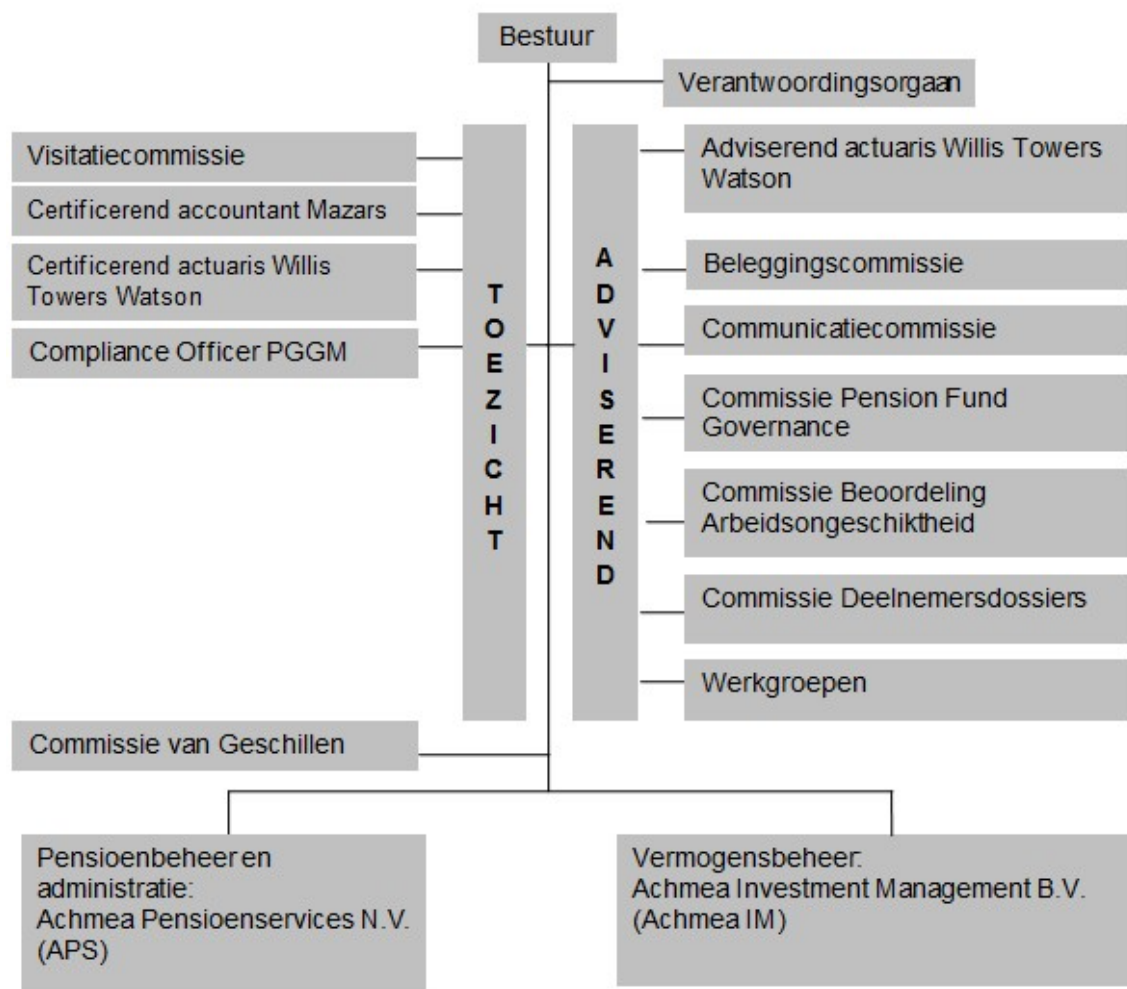 Bestuur
Verantwoordingsorgaan
Visitatiecommissie
Certificerend accountant Mazars
Certificerend actuaris Willis
Towers Watson
Compliance Officer PGGM
TOEZICHT
ADVISEREND
Adviserend actuaris Willis Towers
Watson
Beleggingscommissie
Communicatiecommissie
Commissie Pension Fund
Governance
Commissie Beoordeling
Arbeidsongeschiktheid
Commissie Deelnemersdossiers
Werkgroepen
Commissie van Geschillen
Pensioenbeheer en
administratie:
Achmea Pensioenservices N.V.
(APS)
Vermogensbeheer:
Achmea Investment Management B.V.
(Achmea IM)